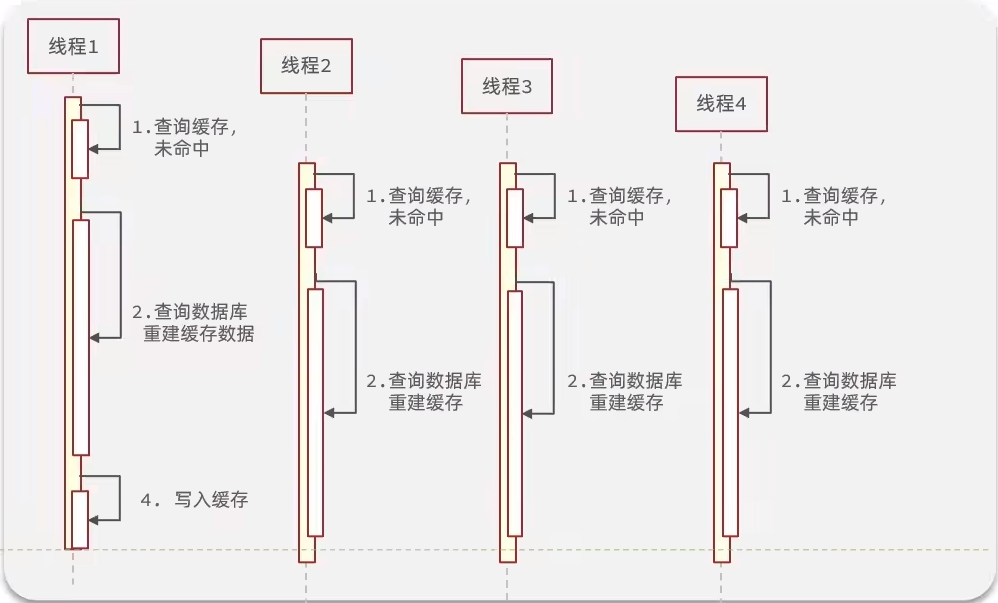 线程1
线程2
线程3
线程4
1.查询缓存，
未命中
1.查询缓存，
未命中
1.查询缓存，
未命中
1.查询缓存，
未命中
2.查询数据库
重建缓存数据
2.查询数据库
重建缓存
2.查询数据库
重建缓存
2.查询数据库
重建缓存
4. 写入缓存